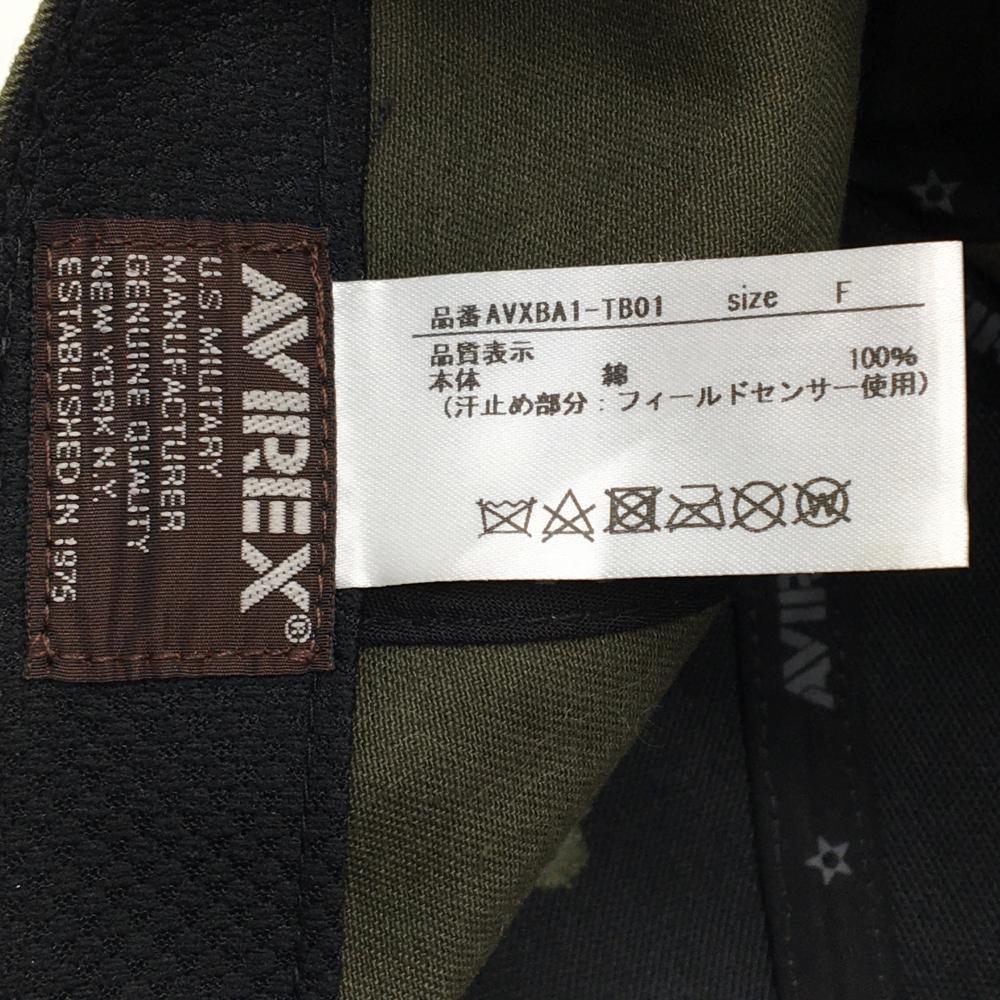 AVIREX®
U.S. MILITARY
MANUFACTURER
GENUINE QUALITY
NEW YORK N.Y.
ESTABLISHED IN 1975
品番AVXBA1-TB01 size F
品質表示
本体 綿 100%
(汗止め部分:フィールドセンサー使用)
W